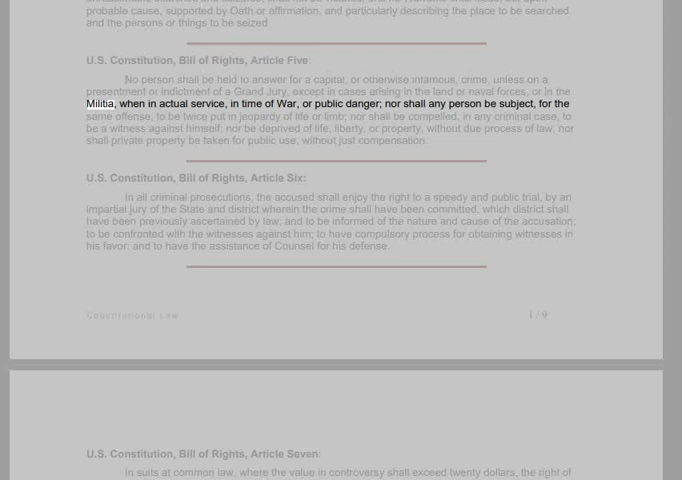 probable cause, supported by Oath or affirmation, and particularly describing the place to be searched
and the persons or things to be seized
U.S. Constitution, Bill of Rights, Article Five:
No person shall be held to answer for a capital, or otherwise infamous, crime, unless on a
presentment or indictment of a Grand Jury, except in cases arising in the land or naval forces, or in the
Militia, when in actual service, in time of War, or public danger; nor shall any person be subject, for the
same offense, to be twice put in jeopardy of life or limb; nor shall be compelled, in any criminal case, to
be a witness against himself; nor be deprived of life, liberty, or property, without due process of law; nor
shall private property be taken for public use, without just compensation.
U.S. Constitution, Bill of Rights, Article Six:
In all criminal prosecutions, the accused shall enjoy the right to a speedy and public trial, by an
impartial jury of the State and district wherein the crime shall have been committed, which district shall
have been previously ascertained by law; and to be informed of the nature and cause of the accusation;
to be confronted with the witnesses against him; to have compulsory process for obtaining witnesses in
his favor: and to have the assistance of Counsel for his defense.
Constitutional Law 1 / 9
U.S. Constitution, Bill of Rights, Article Seven:
In suits at common law, where the value in controversy shall exceed twenty dollars, the right of